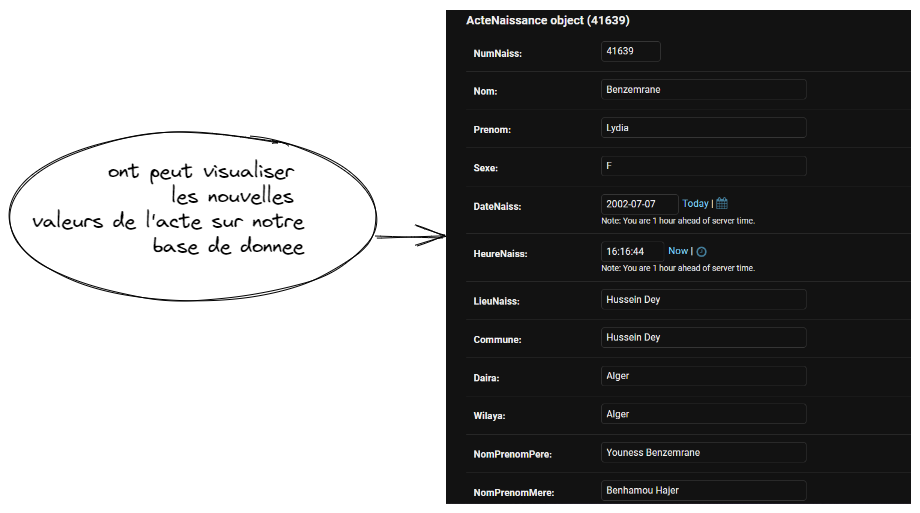 ont peut visualiser
les nouvelles
valeurs de l'acte sur notre
base de donnee
ActeNaissance object (41639)
NumNaiss: 41639
Nom: Benzemrane
Prenom: Lydia
Sexe: F
DateNaiss: 2002-07-07 Today |
Note: You are 1 hour ahead of server time.
HeureNaiss: 16:16:44 Now |
Note: You are 1 hour ahead of server time.
LieuNaiss: Hussein Dey
Commune: Hussein Dey
Daira: Alger
Wilaya: Alger
NomPrenomPere: Youness Benzemrane
NomPrenomMere: Benhamou Hajer